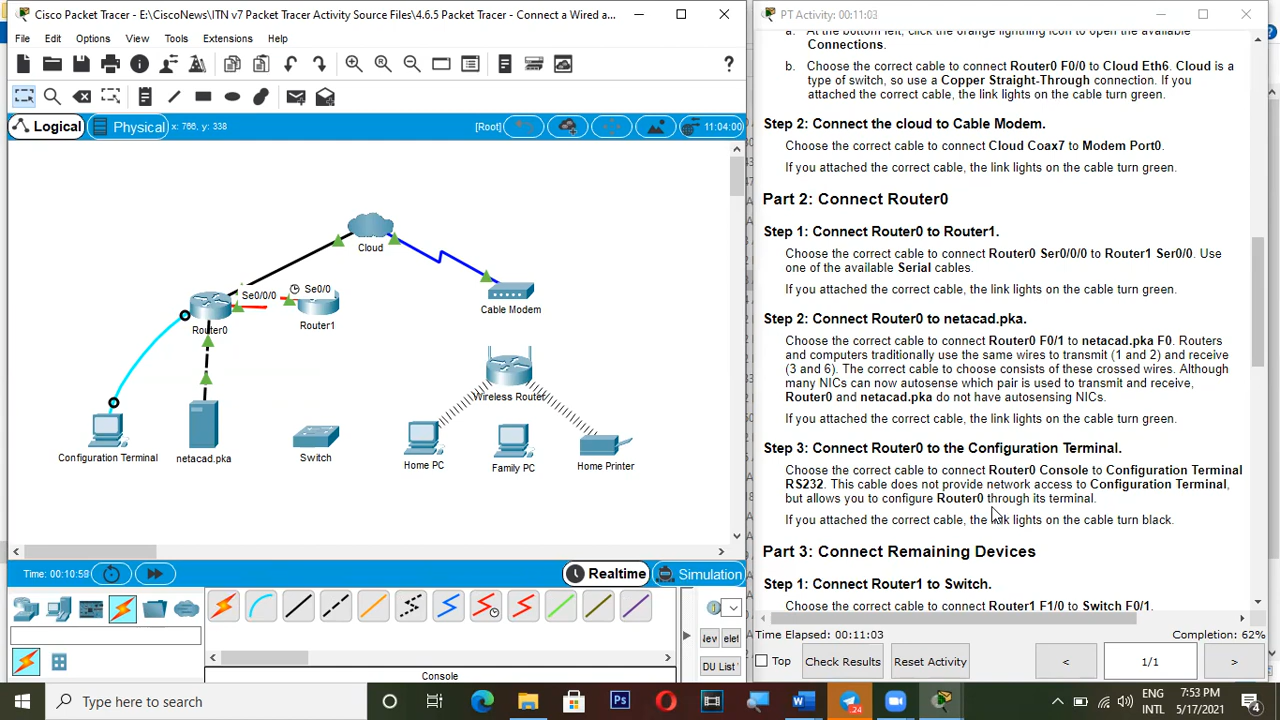 Cisco Packet Tracer - E:\CiscoNews\ITN v7 Packet Tracer Activity Source Files\4.6.5 Packet Tracer - Connect a Wired a...
File Edit Options View Tools Extensions Help
?
Logical Physical x: 766, y: 338 [Root] 11:04:00
Cloud
Se0/0/0 Se0/0
Cable Modem
Router1
Router0
Wireless Router
Configuration Terminal
netacad.pka
Switch
Home PC
Family PC
Home Printer
Time: 10:59 Realtime Simulation
Console
PT Activity: 00:11:03
a. At the bottom left, click the orange lightning icon to open the available
Connections.
b. Choose the correct cable to connect Router0 F0/0 to Cloud Eth6. Cloud is a
type of switch, so use a Copper Straight-Through connection. If you
attached the correct cable, the link lights on the cable turn green.
Step 2: Connect the cloud to Cable Modem.
Choose the correct cable to connect Cloud Coax7 to Modem Port0.
If you attached the correct cable, the link lights on the cable turn green.
Part 2: Connect Router0
Step 1: Connect Router0 to Router1.
Choose the correct cable to connect Router0 Ser0/0/0 to Router1 Ser0/0. Use
one of the available Serial cables.
If you attached the correct cable, the link lights on the cable turn green.
Step 2: Connect Router0 to netacad.pka.
Choose the correct cable to connect Router0 F0/1 to netacad.pka F0. Routers
and computers traditionally use the same wires to transmit (1 and 2) and receive
(3 and 6). The correct cable to choose consists of these crossed wires. Although
many NICs can now autosense which pair is used to transmit and receive,
Router0 and netacad.pka do not have autosensing NICs.
If you attached the correct cable, the link lights on the cable turn green.
Step 3: Connect Router0 to the Configuration Terminal.
Choose the correct cable to connect Router0 Console to Configuration Terminal
RS232. This cable does not provide network access to Configuration Terminal,
but allows you to configure Router0 through its terminal.
If you attached the correct cable, the link lights on the cable turn black.
Part 3: Connect Remaining Devices
Step 1: Connect Router1 to Switch.
Choose the correct cable to connect Router1 F1/0 to Switch F0/1.
Time Elapsed: 00:11:03 Completion: 62%
Top Check Results Reset Activity < 1/1 >
Type here to search
24
ENG
INTL
7:53 PM
5/17/2021
4